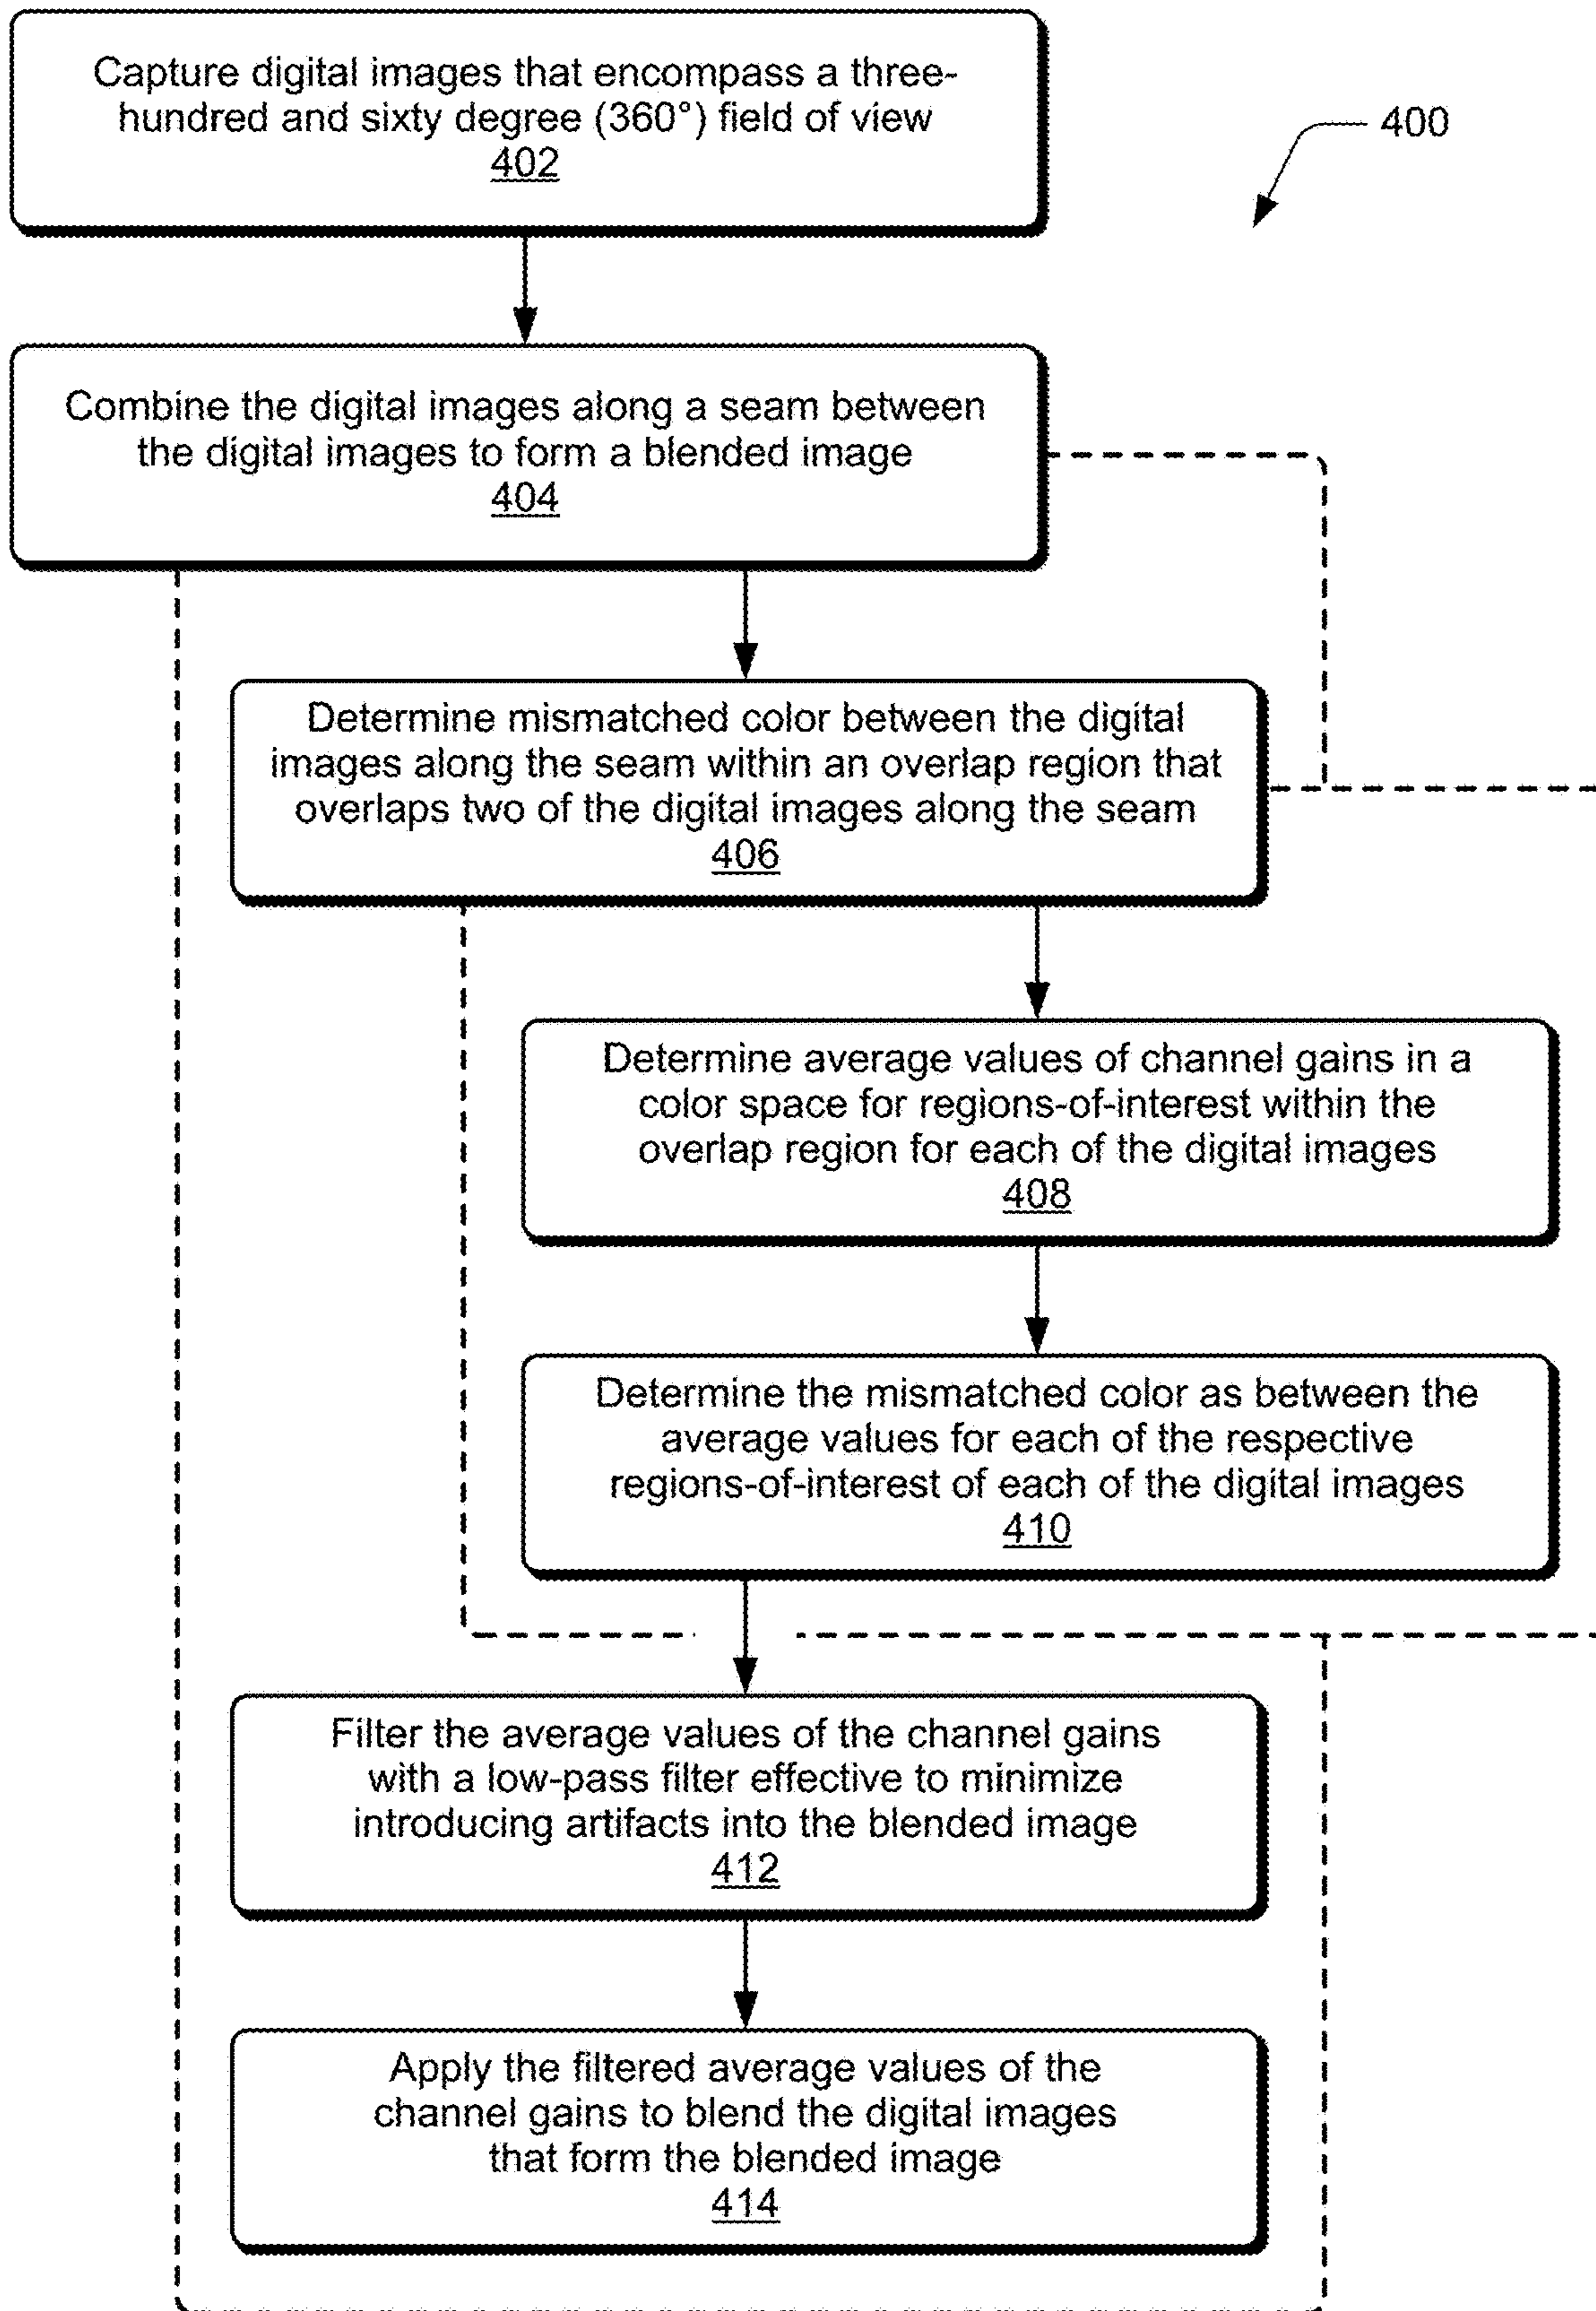 Capture digital images that encompass a three-
hundred and sixty degree (360°) field of view
402
400
Combine the digital images along a seam between
the digital images to form a blended image
404
Determine mismatched color between the digital
images along the seam within an overlap region that
overlaps two of the digital images along the seam
406
Determine average values of channel gains in a
color space for regions-of-interest within the
overlap region for each of the digital images
408
Determine the mismatched color as between the
average values for each of the respective
regions-of-interest of each of the digital images
410
Filter the average values of the channel gains
with a low-pass filter effective to minimize
introducing artifacts into the blended image
412
Apply the filtered average values of the
channel gains to blend the digital images
that form the blended image
414